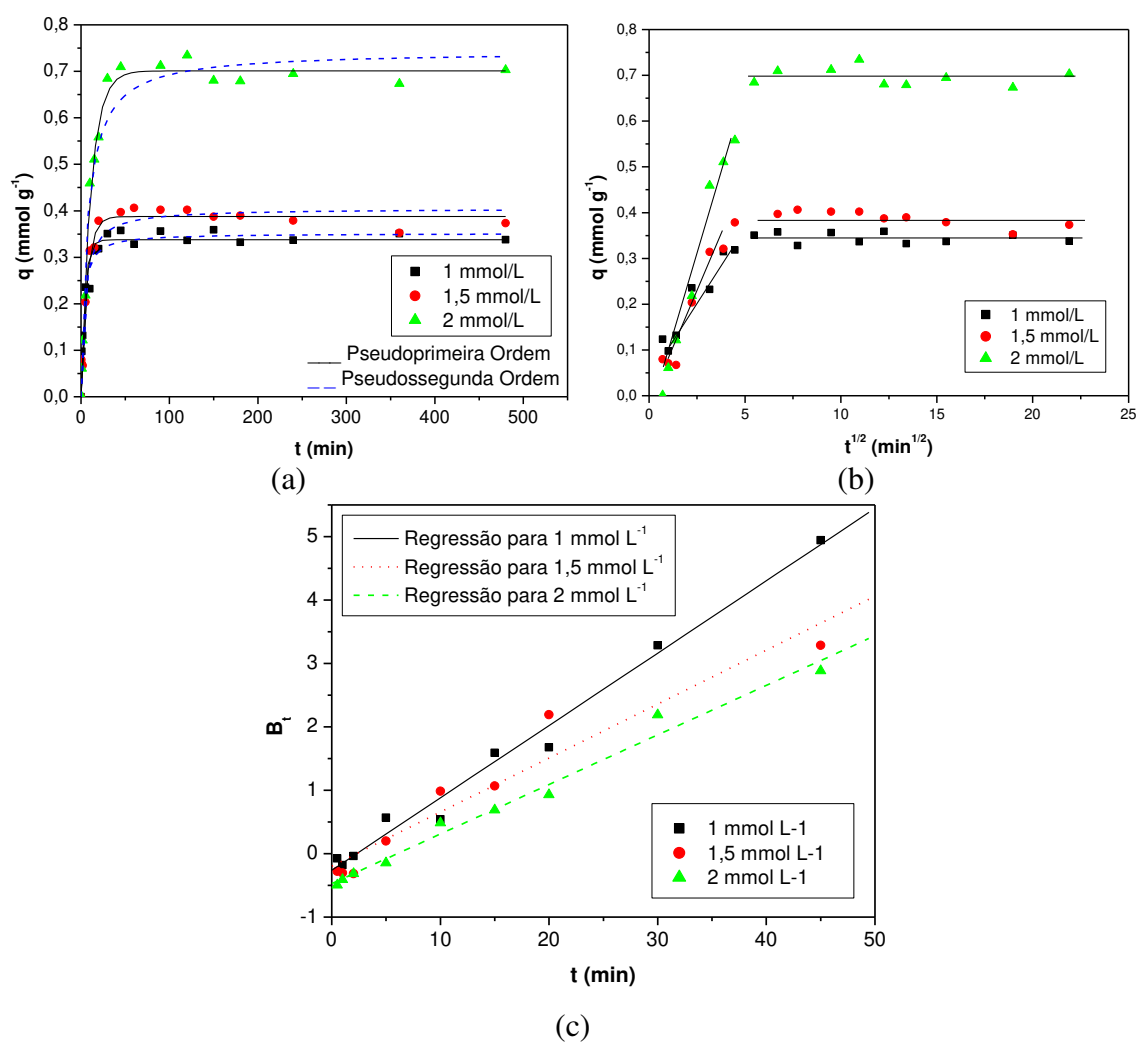 0,8
0,7
0,6
0,5
0,4
0,3
0,2
0,1
0,0
q (mmol g⁻¹)
1 mmol/L
1,5 mmol/L
2 mmol/L
Pseudoprimeira Ordem
Pseudossegunda Ordem
0 100 200 300 400 500
t (min)
(a)
0,8
0,7
0,6
0,5
0,4
0,3
0,2
0,1
0,0
q (mmol g⁻¹)
1 mmol/L
1,5 mmol/L
2 mmol/L
0 5 10 15 20 25
t^1/2 (min^1/2)
(b)
5
4
3
2
1
0
-1
B_t
Regressão para 1 mmol L⁻¹
Regressão para 1,5 mmol L⁻¹
Regressão para 2 mmol L⁻¹
1 mmol L-1
1,5 mmol L-1
2 mmol L-1
0 10 20 30 40 50
t (min)
(c)